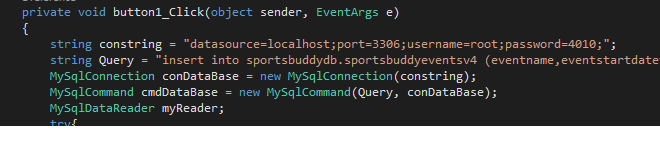 private void button1_Click(object sender, EventArgs e)
{
string constring = "datasource=localhost;port=3306;username=root;password=4010;";
string Query = "insert into sportsbuddydb.sportsbuddyeventsv4 (eventname,eventstartdate
MySqlConnection conDataBase = new MySqlConnection(constring);
MySqlCommand cmdDataBase = new MySqlCommand(Query, conDataBase);
MySqlDataReader myReader;
try{